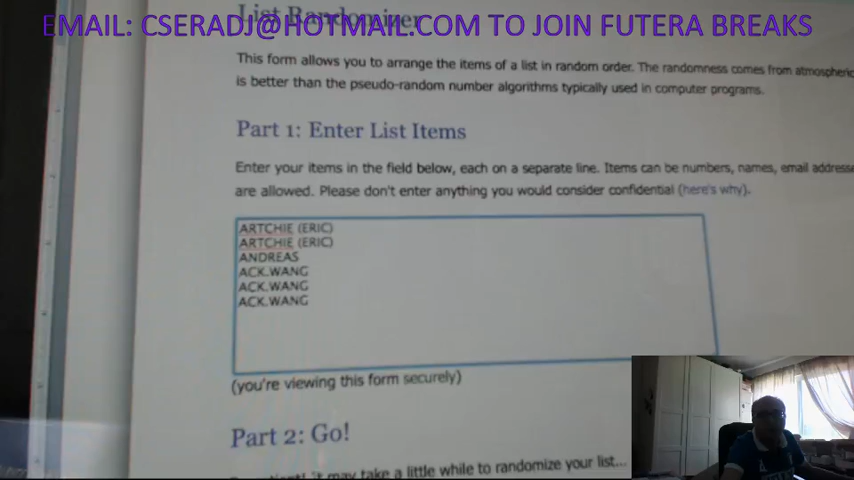 EMAIL: CSERADJ@HOTMAIL.COM TO JOIN FUTERA BREAKS
List Randomizer
This form allows you to arrange the items of a list in random order. The randomness comes from atmospheric
is better than the pseudo-random number algorithms typically used in computer programs.
Part 1: Enter List Items
Enter your items in the field below, each on a separate line. Items can be numbers, names, email addresse
are allowed. Please don't enter anything you would consider confidential (here's why).
ARTCHIE (ERIC)
ARTCHIE (ERIC)
ANDREAS
ACK.WANG
ACK.WANG
ACK.WANG
(you're viewing this form securely)
Part 2: Go!
it may take a little while to randomize your list...